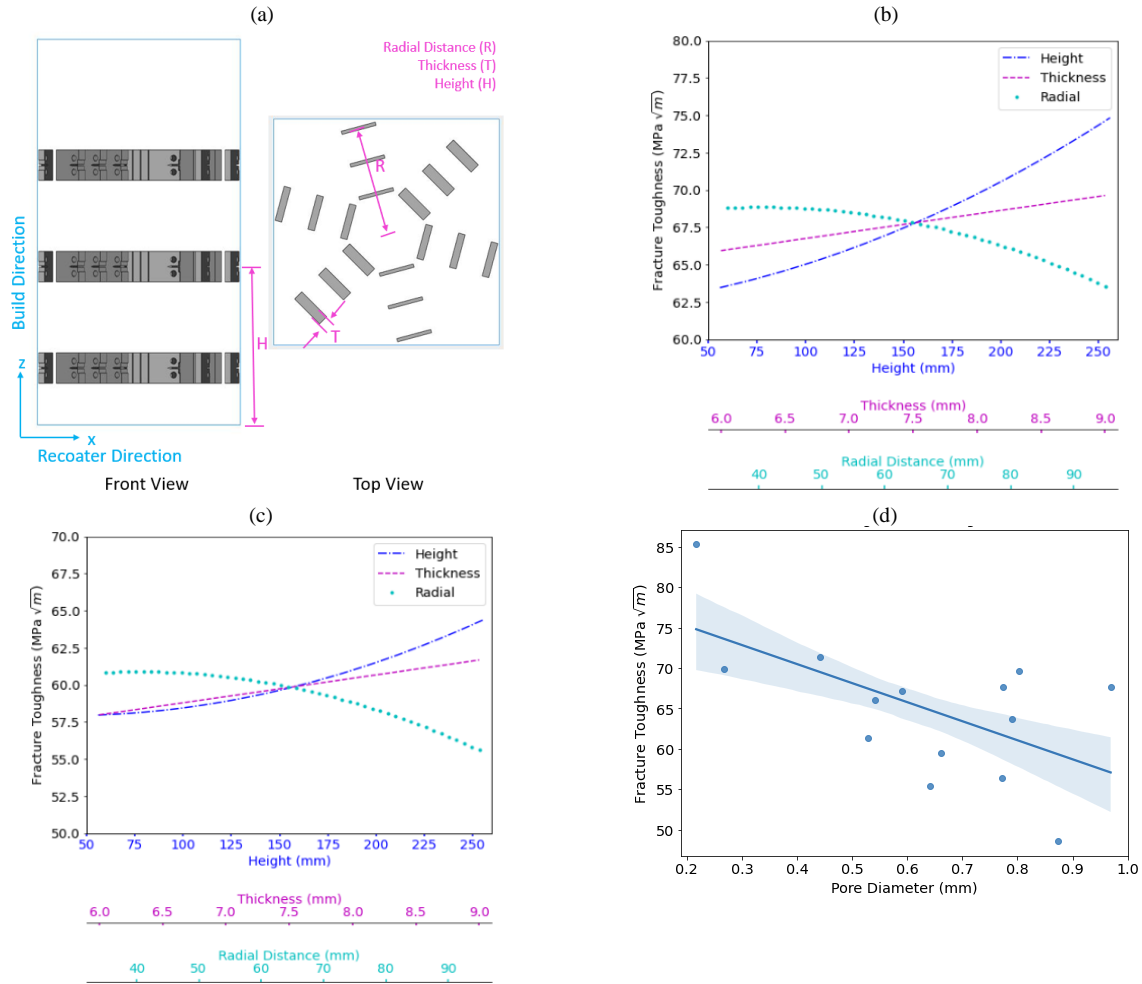 (a)
Radial Distance (R)
Thickness (T)
Height (H)
R
T
H
Build Direction
z
x
Recoater Direction
Front View
Top View
(b)
80.0
77.5
75.0
72.5
70.0
67.5
65.0
62.5
60.0
Fracture Toughness (MPa √m)
Height
Thickness
Radial
50 75 100 125 150 175 200 225 250
Height (mm)
Thickness (mm)
6.0 6.5 7.0 7.5 8.0 8.5 9.0
Radial Distance (mm)
40 50 60 70 80 90
(c)
70.0
67.5
65.0
62.5
60.0
57.5
55.0
52.5
50.0
Fracture Toughness (MPa √m)
Height
Thickness
Radial
50 75 100 125 150 175 200 225 250
Height (mm)
Thickness (mm)
6.0 6.5 7.0 7.5 8.0 8.5 9.0
Radial Distance (mm)
40 50 60 70 80 90
(d)
85
80
75
70
65
60
55
50
Fracture Toughness (MPa √m)
0.2 0.3 0.4 0.5 0.6 0.7 0.8 0.9 1.0
Pore Diameter (mm)